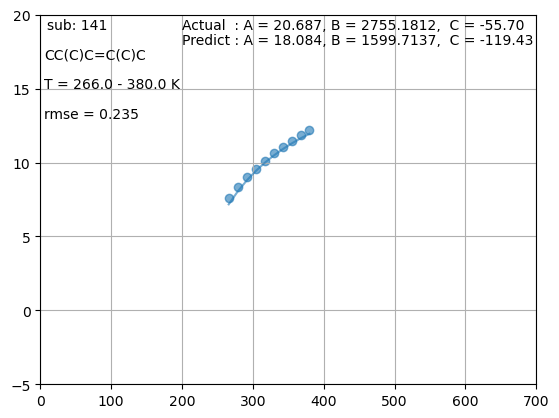 sub: 141
Actual  : A = 20.687, B = 2755.1812,  C = -55.70
Predict : A = 18.084, B = 1599.7137,  C = -119.43
CC(C)C=C(C)C
T = 266.0 - 380.0 K
rmse = 0.235
20
15
10
5
0
−5
0 100 200 300 400 500 600 700